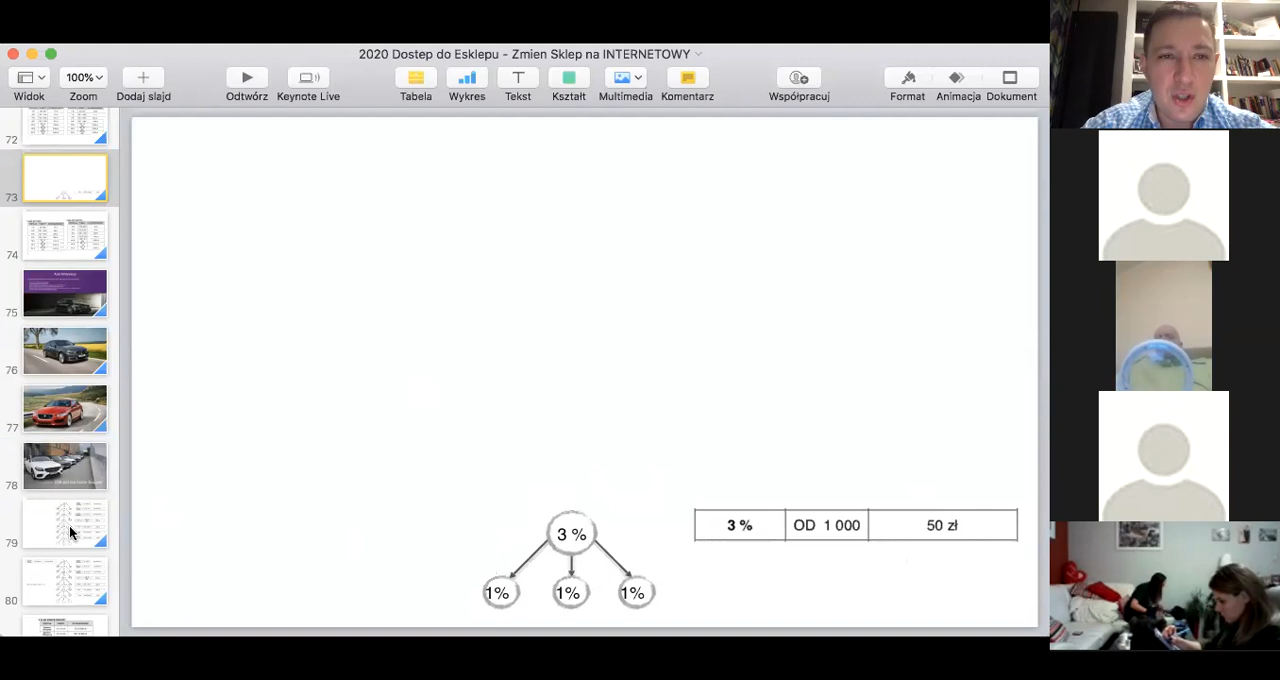 2020 Dostep do Esklepu - Zmien Sklep na INTERNETOWY
100%
Widok Zoom Dodaj slajd Odtwórz Keynote Live Tabela Wykres Tekst Kształt Multimedia Komentarz Współpracuj Format Animacja Dokument
72
73
74
75
76
77
78
79
80
3 %
1% 1% 1%
3 % OD 1 000 50 zł